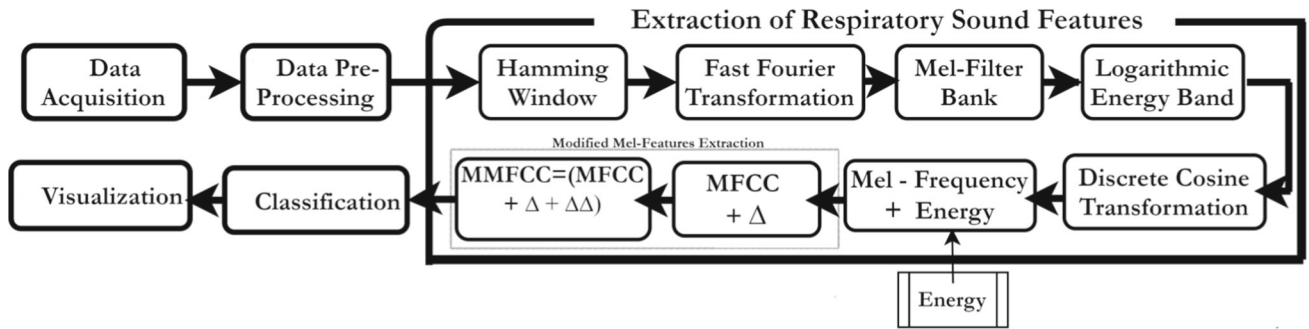 Extraction of Respiratory Sound Features
Data
Acquisition
Data Pre-
Processing
Hamming
Window
Fast Fourier
Transformation
Mel-Filter
Bank
Logarithmic
Energy Band
Discrete Cosine
Transformation
Mel - Frequency
+ Energy
Energy
Modified Mel-Features Extraction
MFCC
+ Δ
MMFCC=(MFCC
+ Δ + ΔΔ)
Classification
Visualization